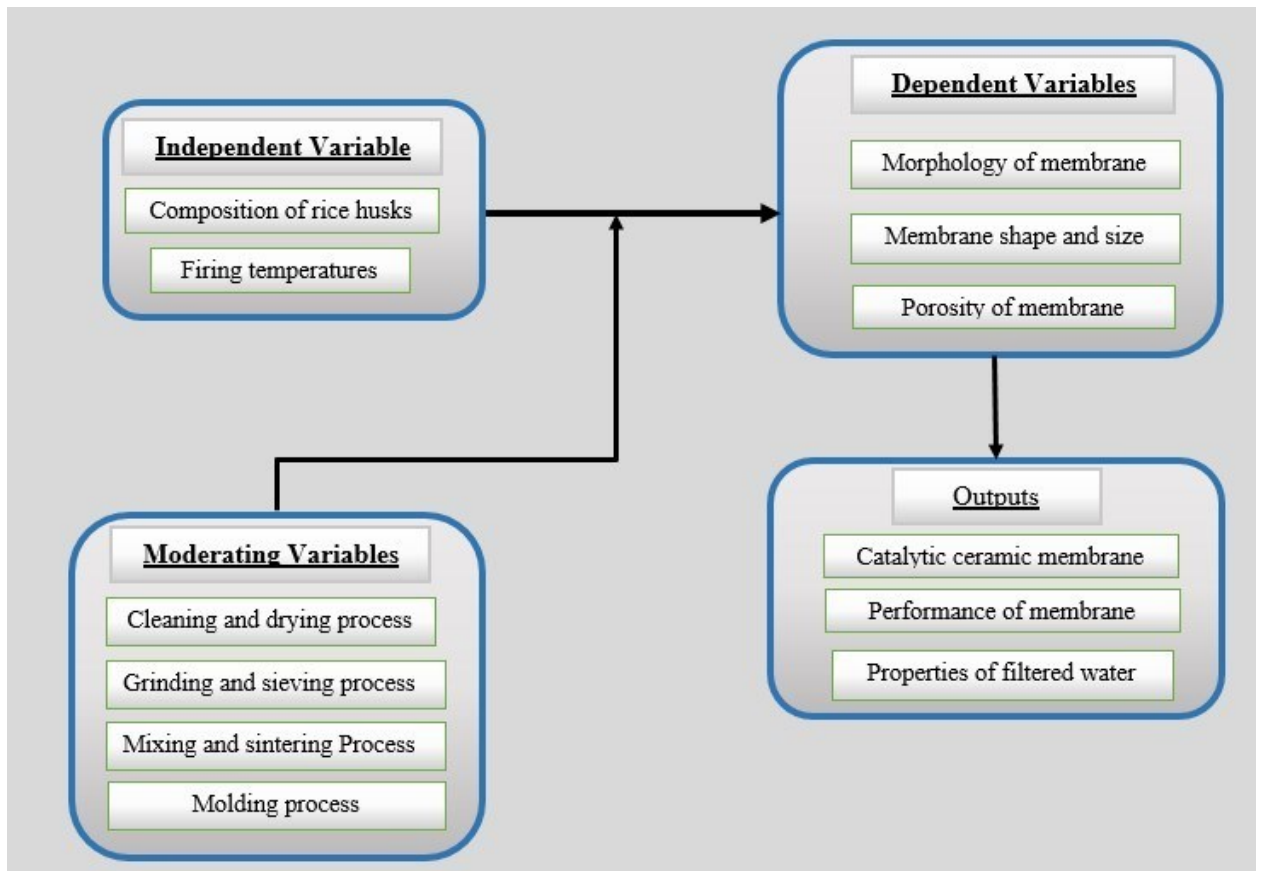 Independent Variable
Composition of rice husks
Firing temperatures
Dependent Variables
Morphology of membrane
Membrane shape and size
Porosity of membrane
Moderating Variables
Cleaning and drying process
Grinding and sieving process
Mixing and sintering Process
Molding process
Outputs
Catalytic ceramic membrane
Performance of membrane
Properties of filtered water